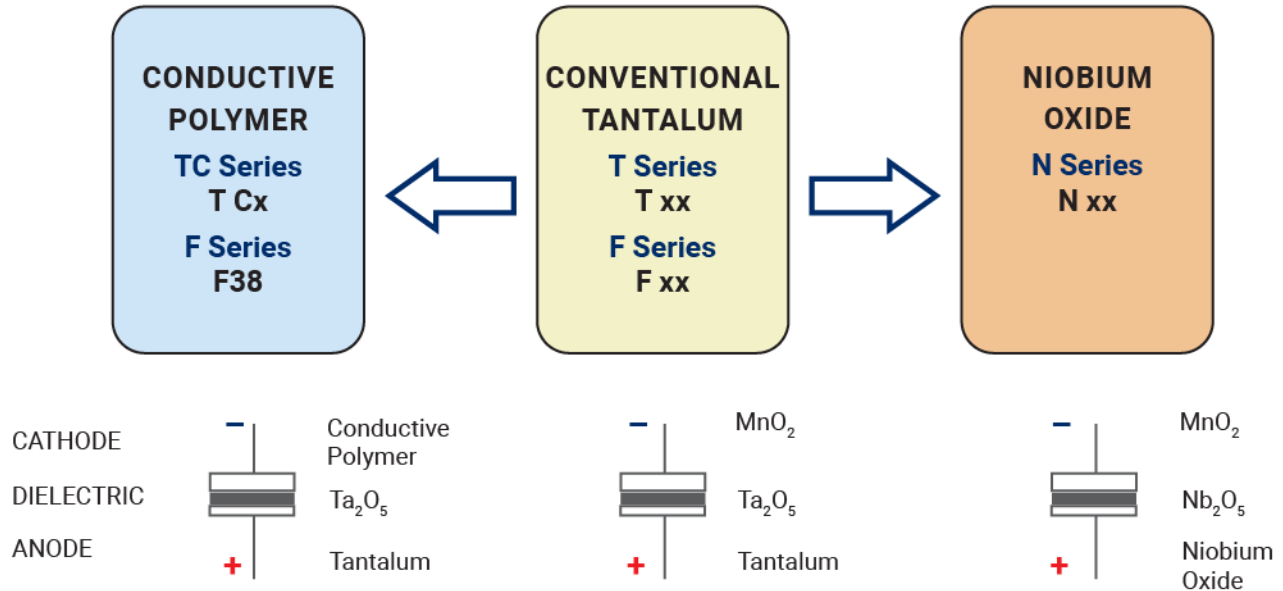 CONDUCTIVE
POLYMER
TC Series
T Cx
F Series
F38
CONVENTIONAL
TANTALUM
T Series
T xx
F Series
F xx
NIOBIUM
OXIDE
N Series
N xx
CATHODE
DIELECTRIC
ANODE
−
Conductive
Polymer
Ta₂O₅
+
Tantalum
−
MnO₂
Ta₂O₅
+
Tantalum
−
MnO₂
Nb₂O₅
+
Niobium
Oxide